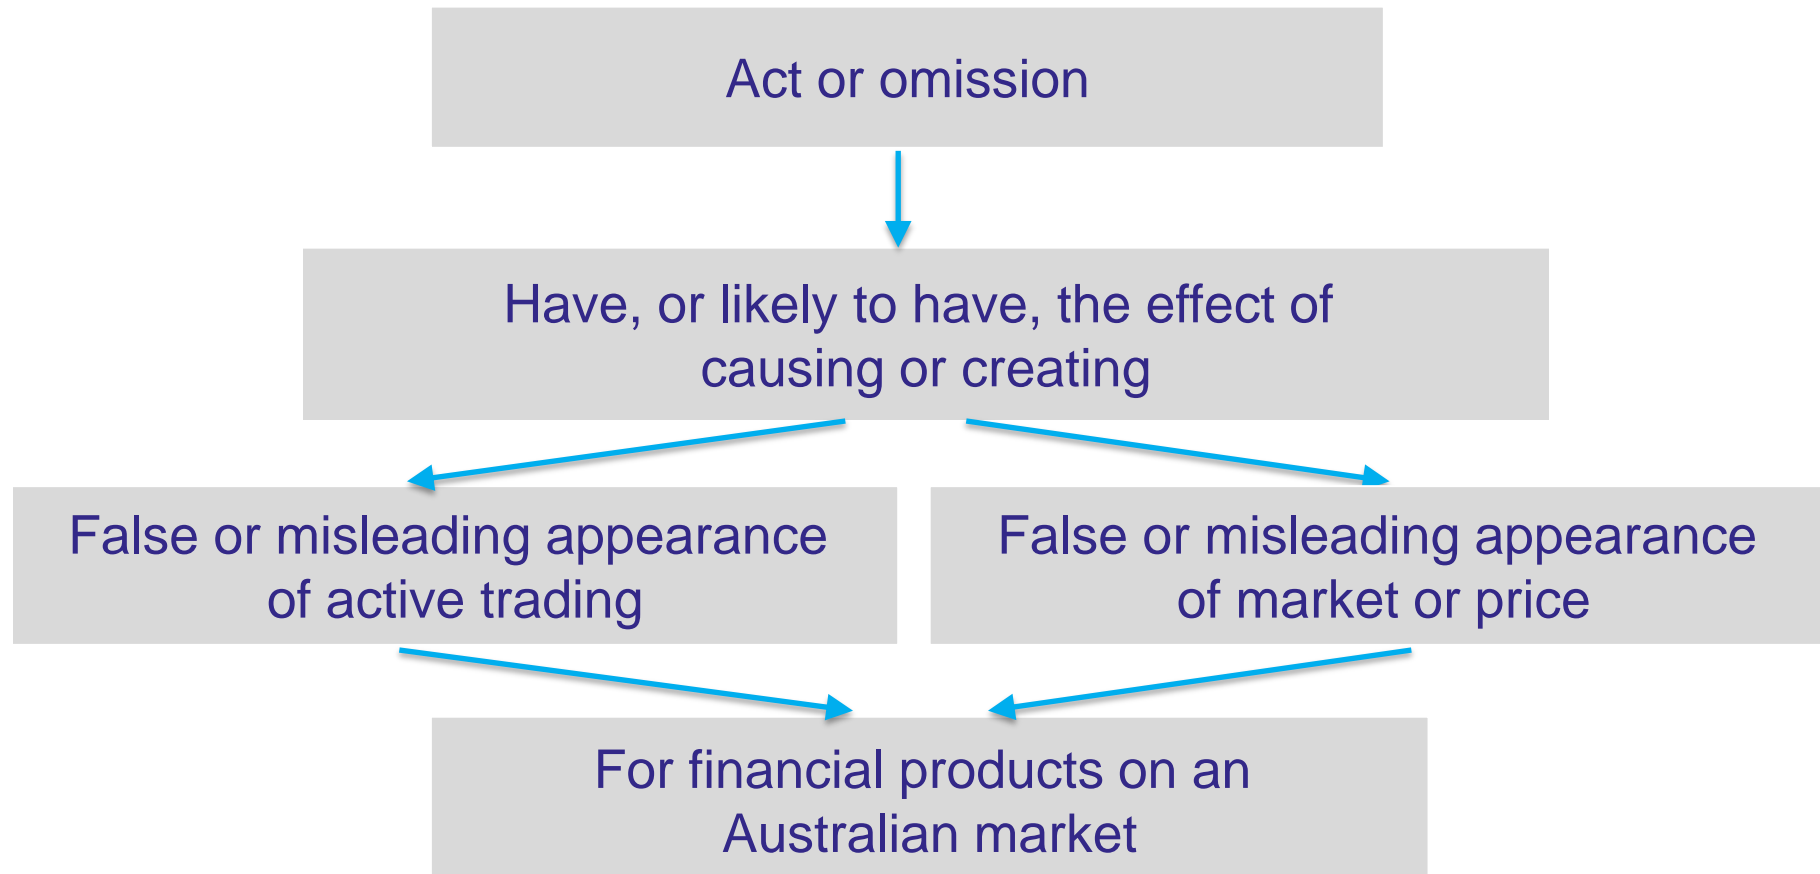 Act or omission
Have, or likely to have, the effect of
causing or creating
False or misleading appearance
of active trading
False or misleading appearance
of market or price
For financial products on an
Australian market